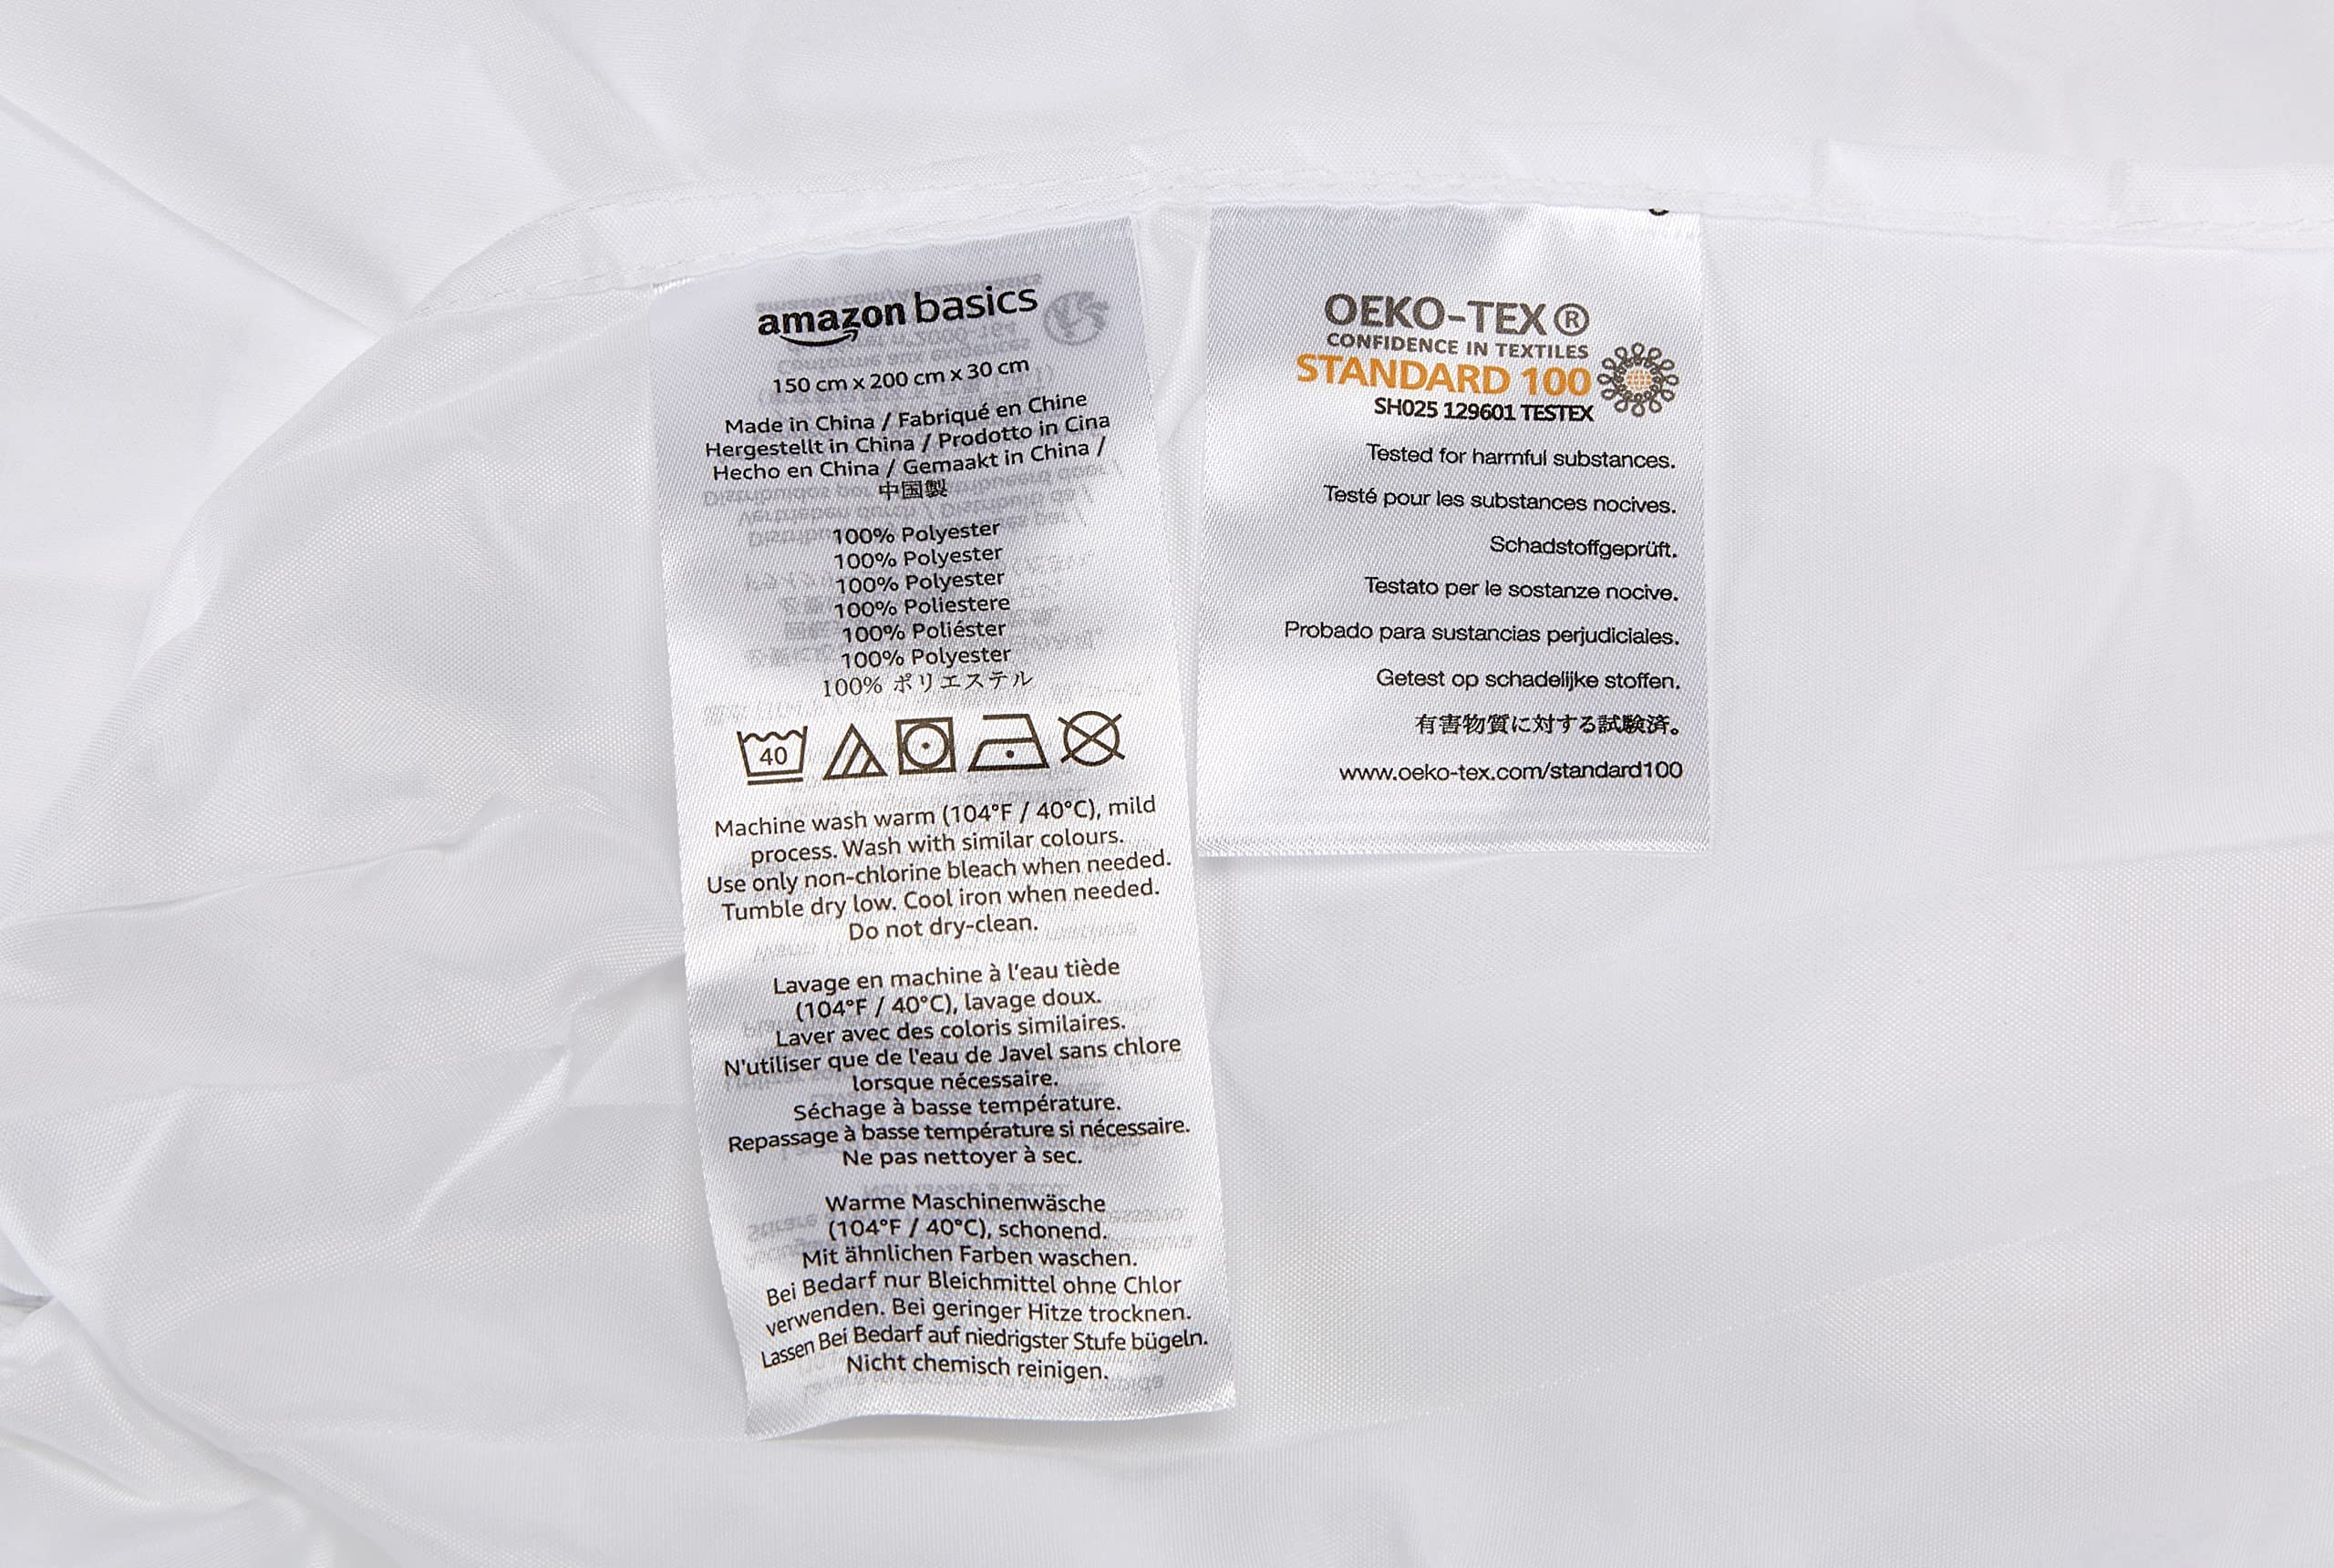 amazon basics
150 cm x 200 cm x 30 cm
Made in China / Fabriqué en Chine
Hergestellt in China / Prodotto in Cina
Hecho en China / Gemaakt in China /
中国製
100% Polyester
100% Polyester
100% Polyester
100% Poliestere
100% Poliéster
100% Polyester
100% ポリエステル
40
Machine wash warm (104°F / 40°C), mild
process. Wash with similar colours.
Use only non-chlorine bleach when needed.
Tumble dry low. Cool iron when needed.
Do not dry-clean.
Lavage en machine à l'eau tiède
(104°F / 40°C), lavage doux.
Laver avec des coloris similaires.
N'utiliser que de l'eau de Javel sans chlore
lorsque nécessaire.
Séchage à basse température.
Repassage à basse température si nécessaire.
Ne pas nettoyer à sec.
Warme Maschinenwäsche
(104°F / 40°C), schonend.
Mit ähnlichen Farben waschen.
Bei Bedarf nur Bleichmittel ohne Chlor
verwenden. Bei geringer Hitze trocknen.
Lassen Bei Bedarf auf niedrigster Stufe bügeln.
Nicht chemisch reinigen.
OEKO-TEX®
CONFIDENCE IN TEXTILES
STANDARD 100
SH025 129601 TESTEX
Tested for harmful substances.
Testé pour les substances nocives.
Schadstoffgeprüft.
Testato per le sostanze nocive.
Probado para sustancias perjudiciales.
Getest op schadelijke stoffen.
有害物質に対する試験済。
www.oeko-tex.com/standard100